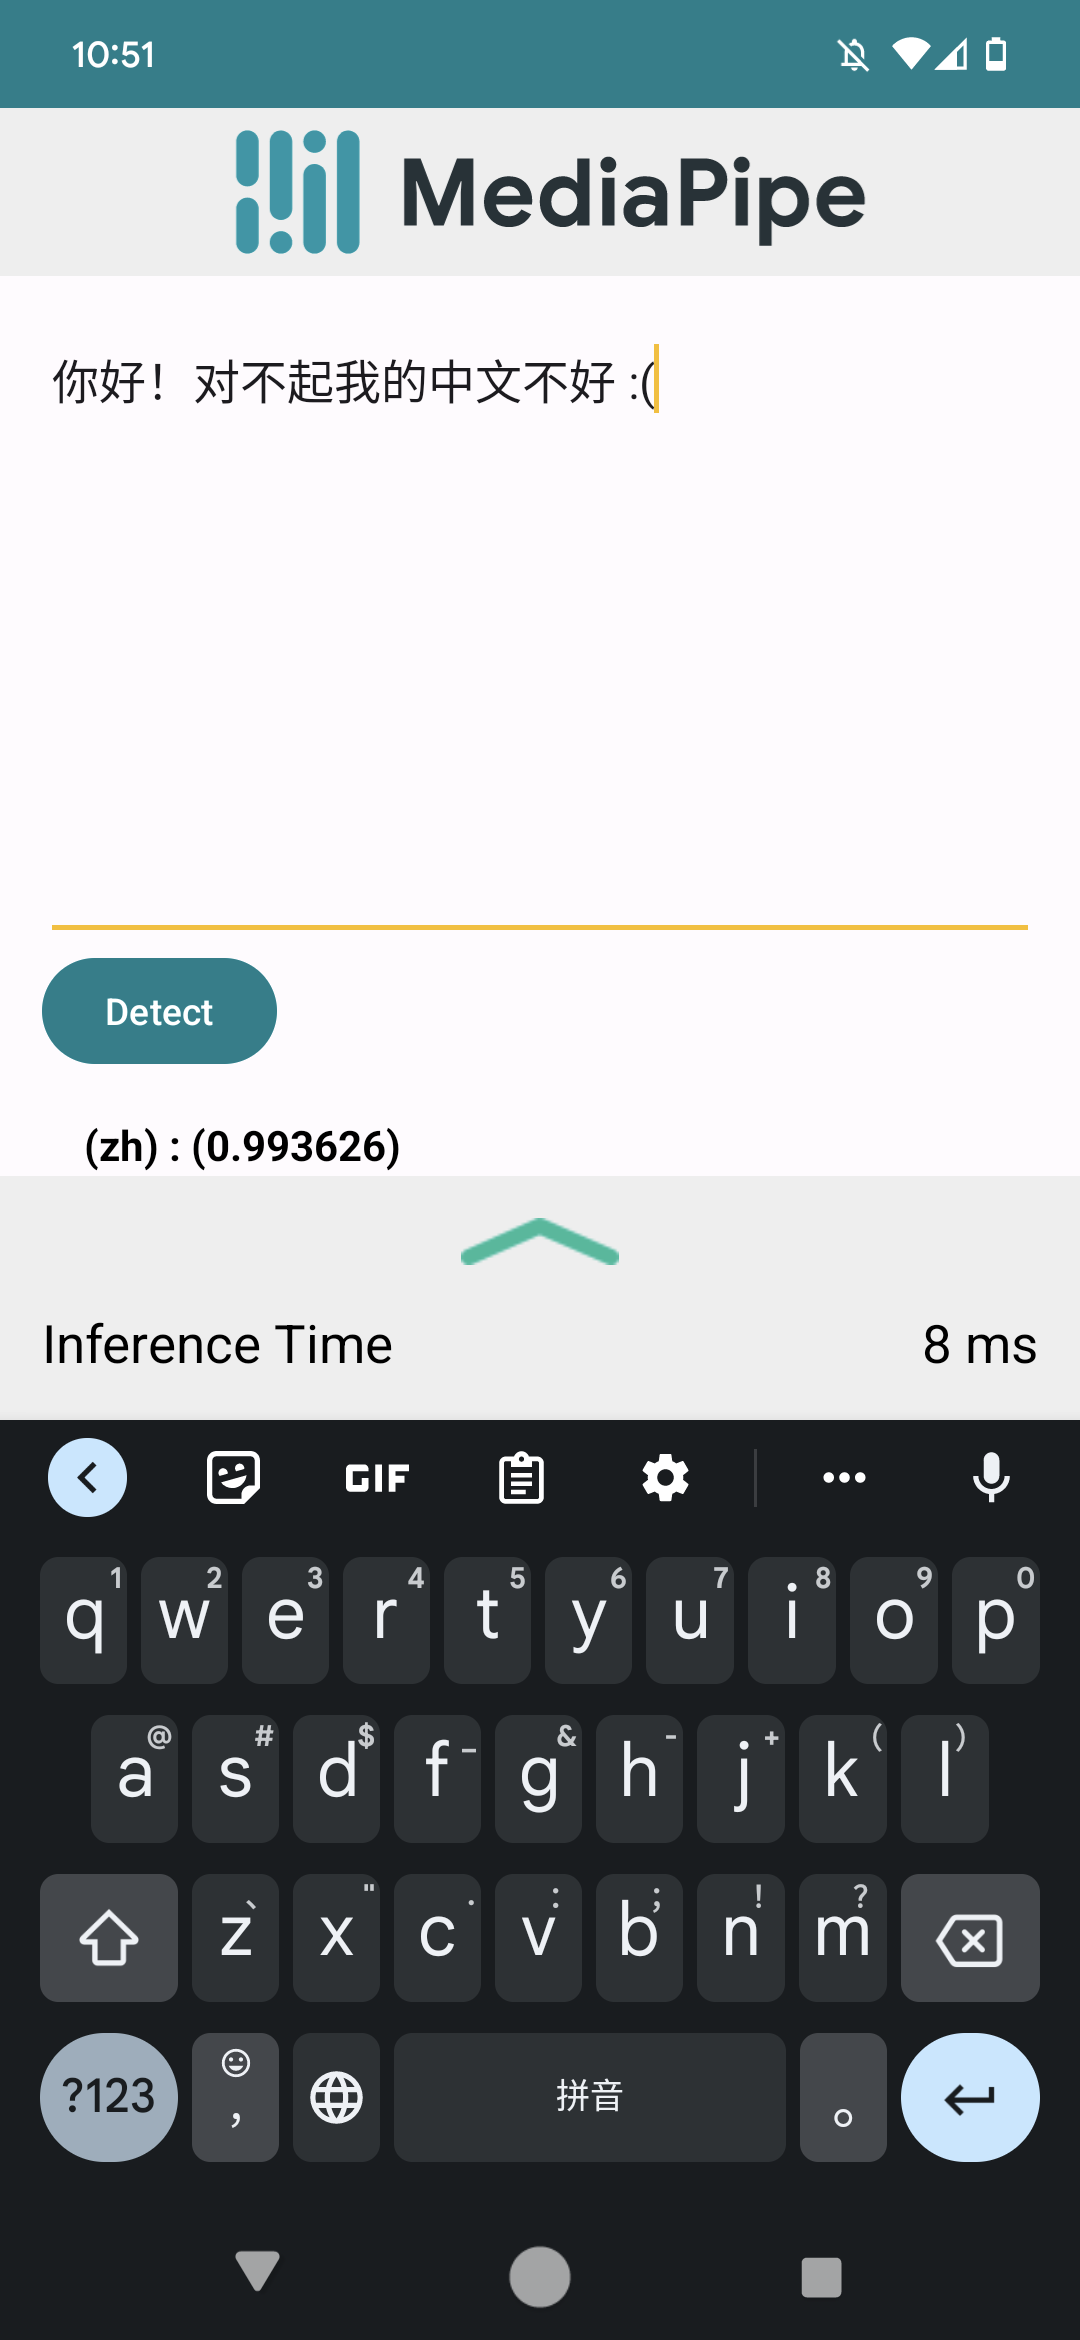 10:51
MediaPipe
你好！对不起我的中文不好 :(
Detect
(zh) : (0.993626)
Inference Time 8 ms
GIF
1 2 3 4 5 6 7 8 9 0
q w e r t y u i o p
@ # $ _ & - + ( )
a s d f g h j k l
、 " · : ; ! ?
z x c v b n m
?123 , 拼音 。